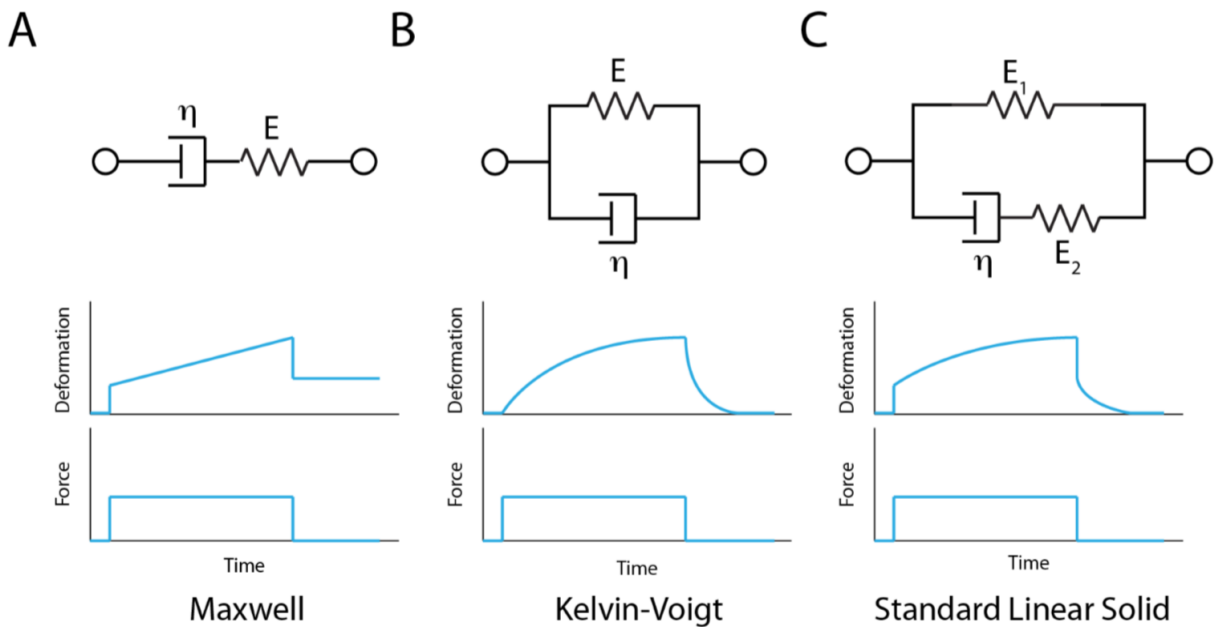 A
B
C
η
E
E
η
E1
η
E2
Deformation
Force
Time
Maxwell
Deformation
Force
Time
Kelvin-Voigt
Deformation
Force
Time
Standard Linear Solid